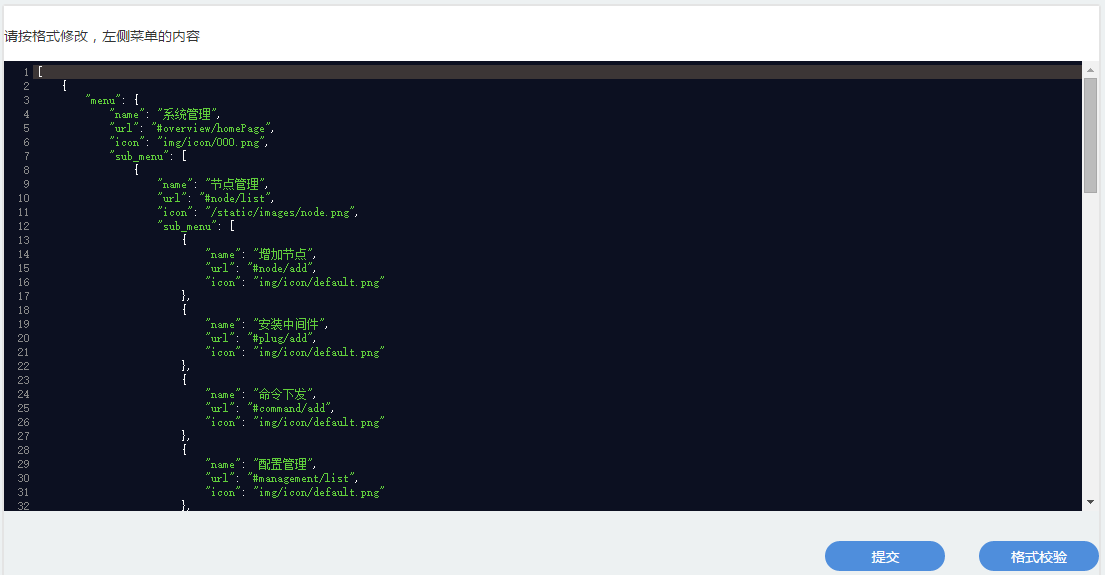 请按格式修改，左侧菜单的内容
1 [
2 {
3 "menu": {
4 "name": "系统管理",
5 "url": "#overview/homePage",
6 "icon": "img/icon/000.png",
7 "sub_menu": [
8 {
9 "name": "节点管理",
10 "url": "#node/list",
11 "icon": "/static/images/node.png",
12 "sub_menu": [
13 {
14 "name": "增加节点",
15 "url": "#node/add",
16 "icon": "img/icon/default.png"
17 },
18 {
19 "name": "安装中间件",
20 "url": "#plug/add",
21 "icon": "img/icon/default.png"
22 },
23 {
24 "name": "命令下发",
25 "url": "#command/add",
26 "icon": "img/icon/default.png"
27 },
28 {
29 "name": "配置管理",
30 "url": "#management/list",
31 "icon": "img/icon/default.png"
32 },
提交 格式校验